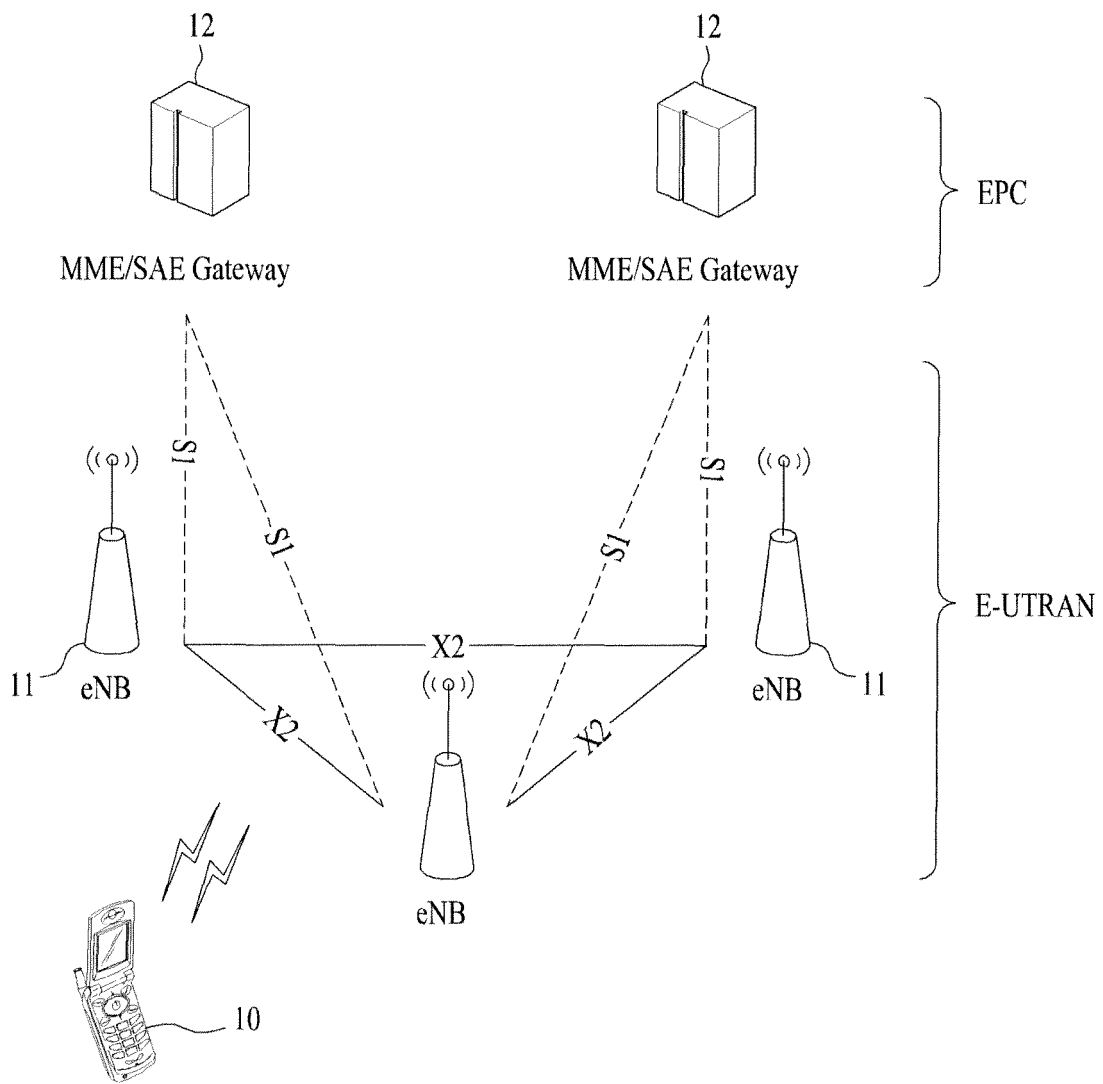 12
12
EPC
MME/SAE Gateway
MME/SAE Gateway
S1
S1
S1
S1
E-UTRAN
X2
11
eNB
eNB
11
X2
X2
eNB
10